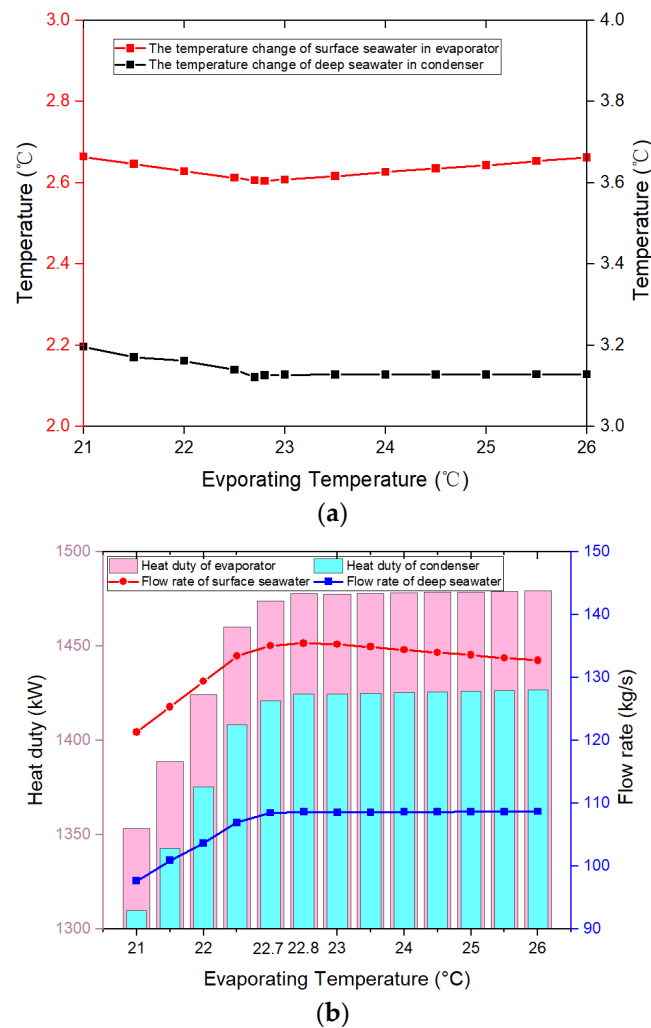 The temperature change of surface seawater in evaporator
The temperature change of deep seawater in condenser
3.0
2.8
2.6
2.4
2.2
2.0
Temperature (℃)
4.0
3.8
3.6
3.4
3.2
3.0
Temperature (℃)
21 22 23 24 25 26
Evporating Temperature (℃)
(a)
Heat duty of evaporator
Heat duty of condenser
Flow rate of surface seawater
Flow rate of deep seawater
1500
1450
1400
1350
1300
Heat duty (kW)
150
140
130
120
110
100
90
Flow rate (kg/s)
21 22 22.7 22.8 23 24 25 26
Evaporating Temperature (°C)
(b)